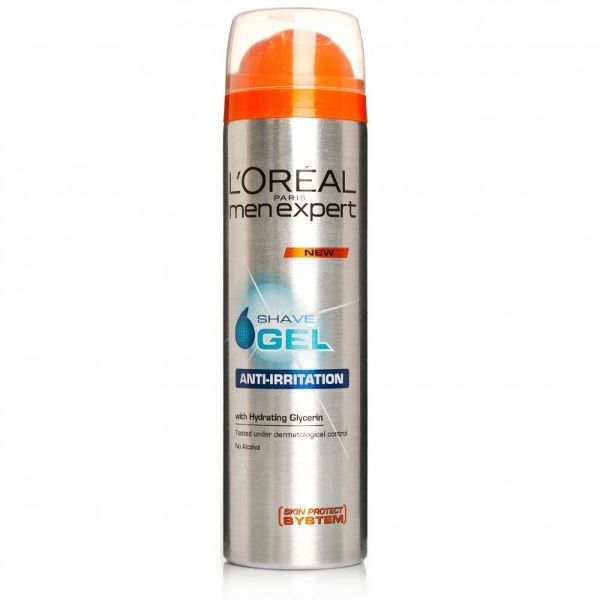 L'ORÉAL
PARIS
men expert
NEW
SHAVE
GEL
ANTI-IRRITATION
with Hydrating Glycerin
Tested under dermatological control
No Alcohol
SKIN PROTECT
SYSTEM